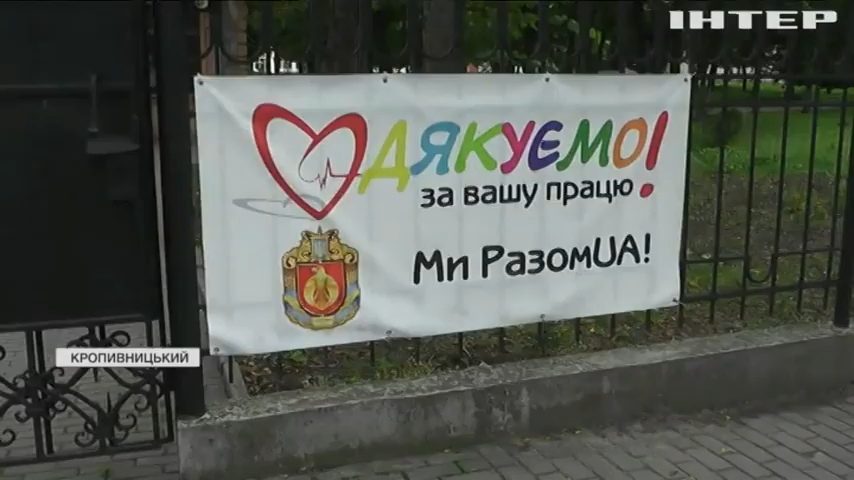 ІНТЕР
ДЯКУЄМО!
за вашу працю
Ми РазомUA!
КРОПИВНИЦЬКИЙ